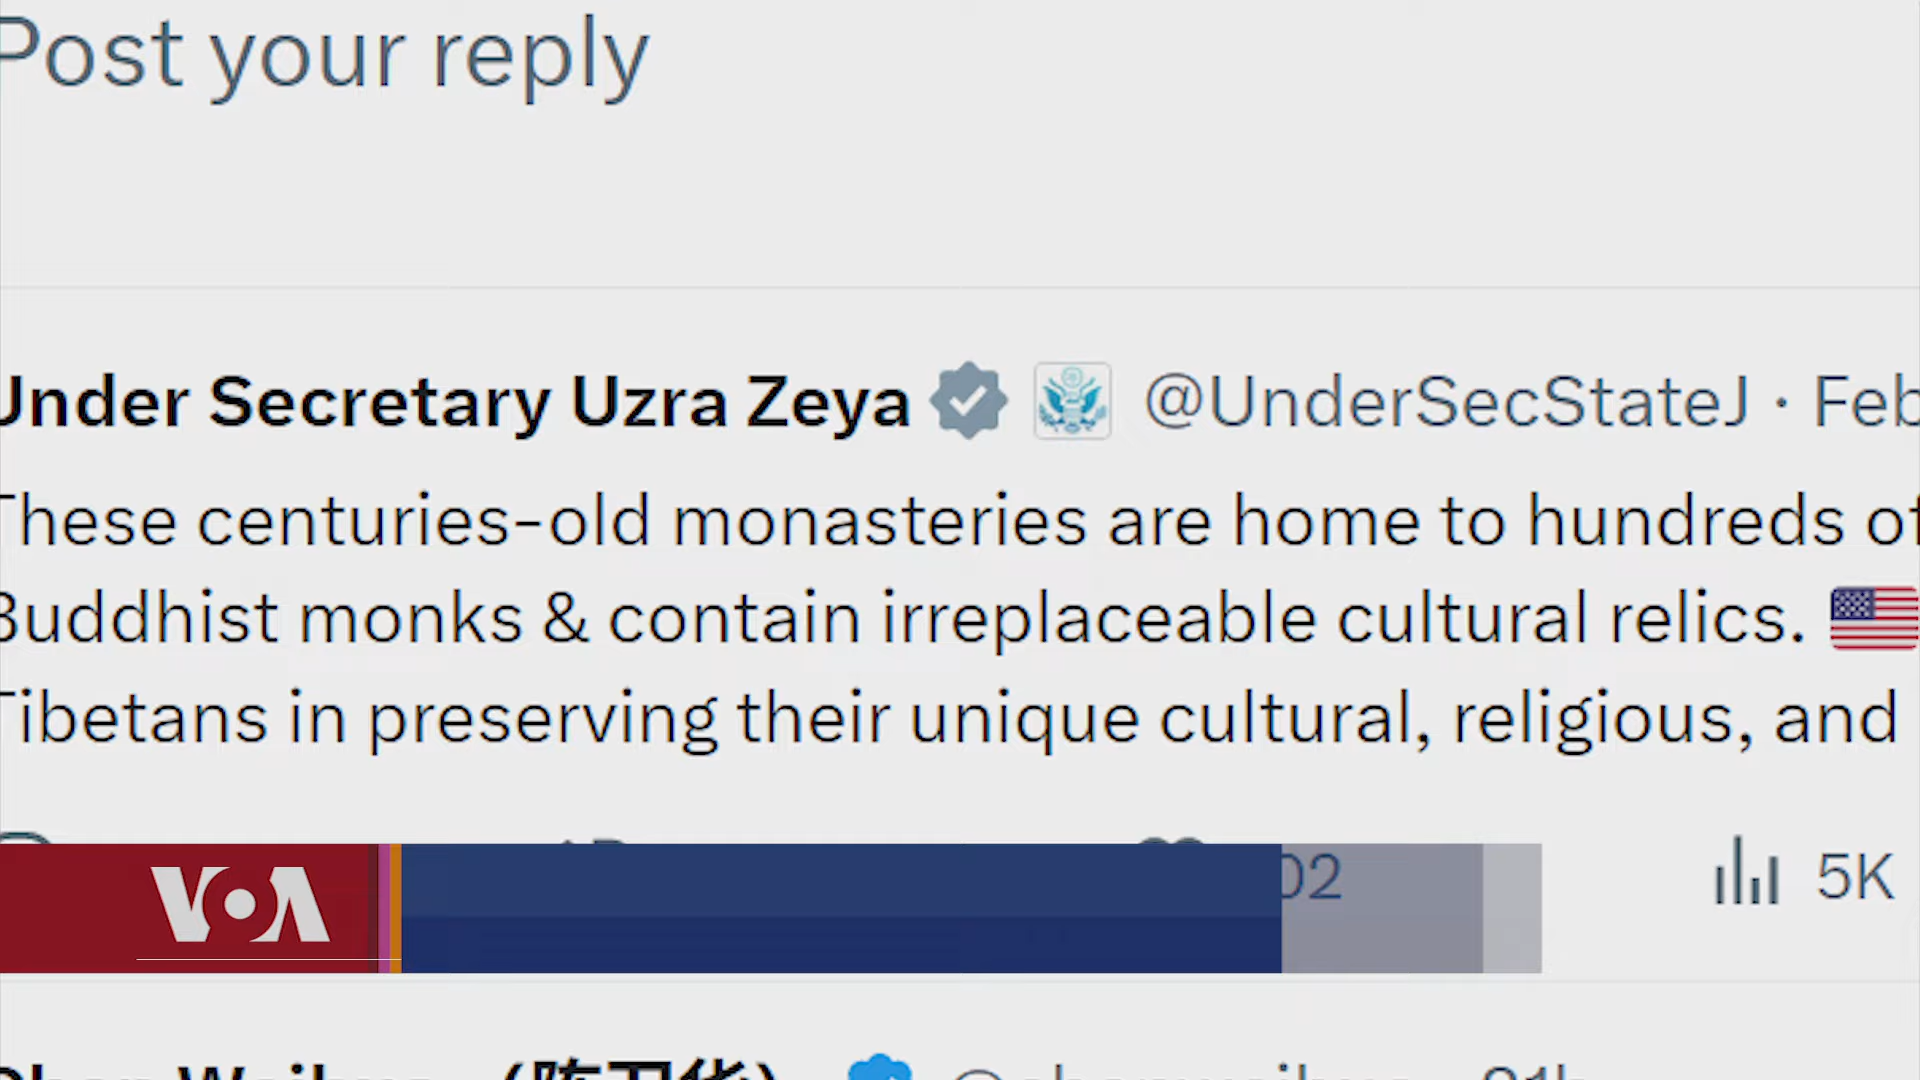 Post your reply
Under Secretary Uzra Zeya @UnderSecStateJ · Feb
These centuries-old monasteries are home to hundreds of
Buddhist monks & contain irreplaceable cultural relics.
Tibetans in preserving their unique cultural, religious, and
02 5K
VOA